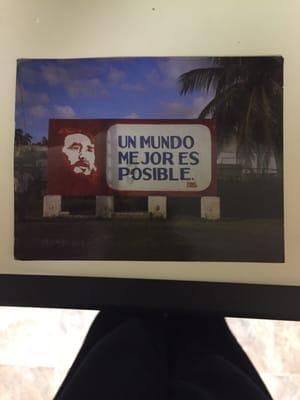 UN MUNDO
MEJOR ES
POSIBLE.